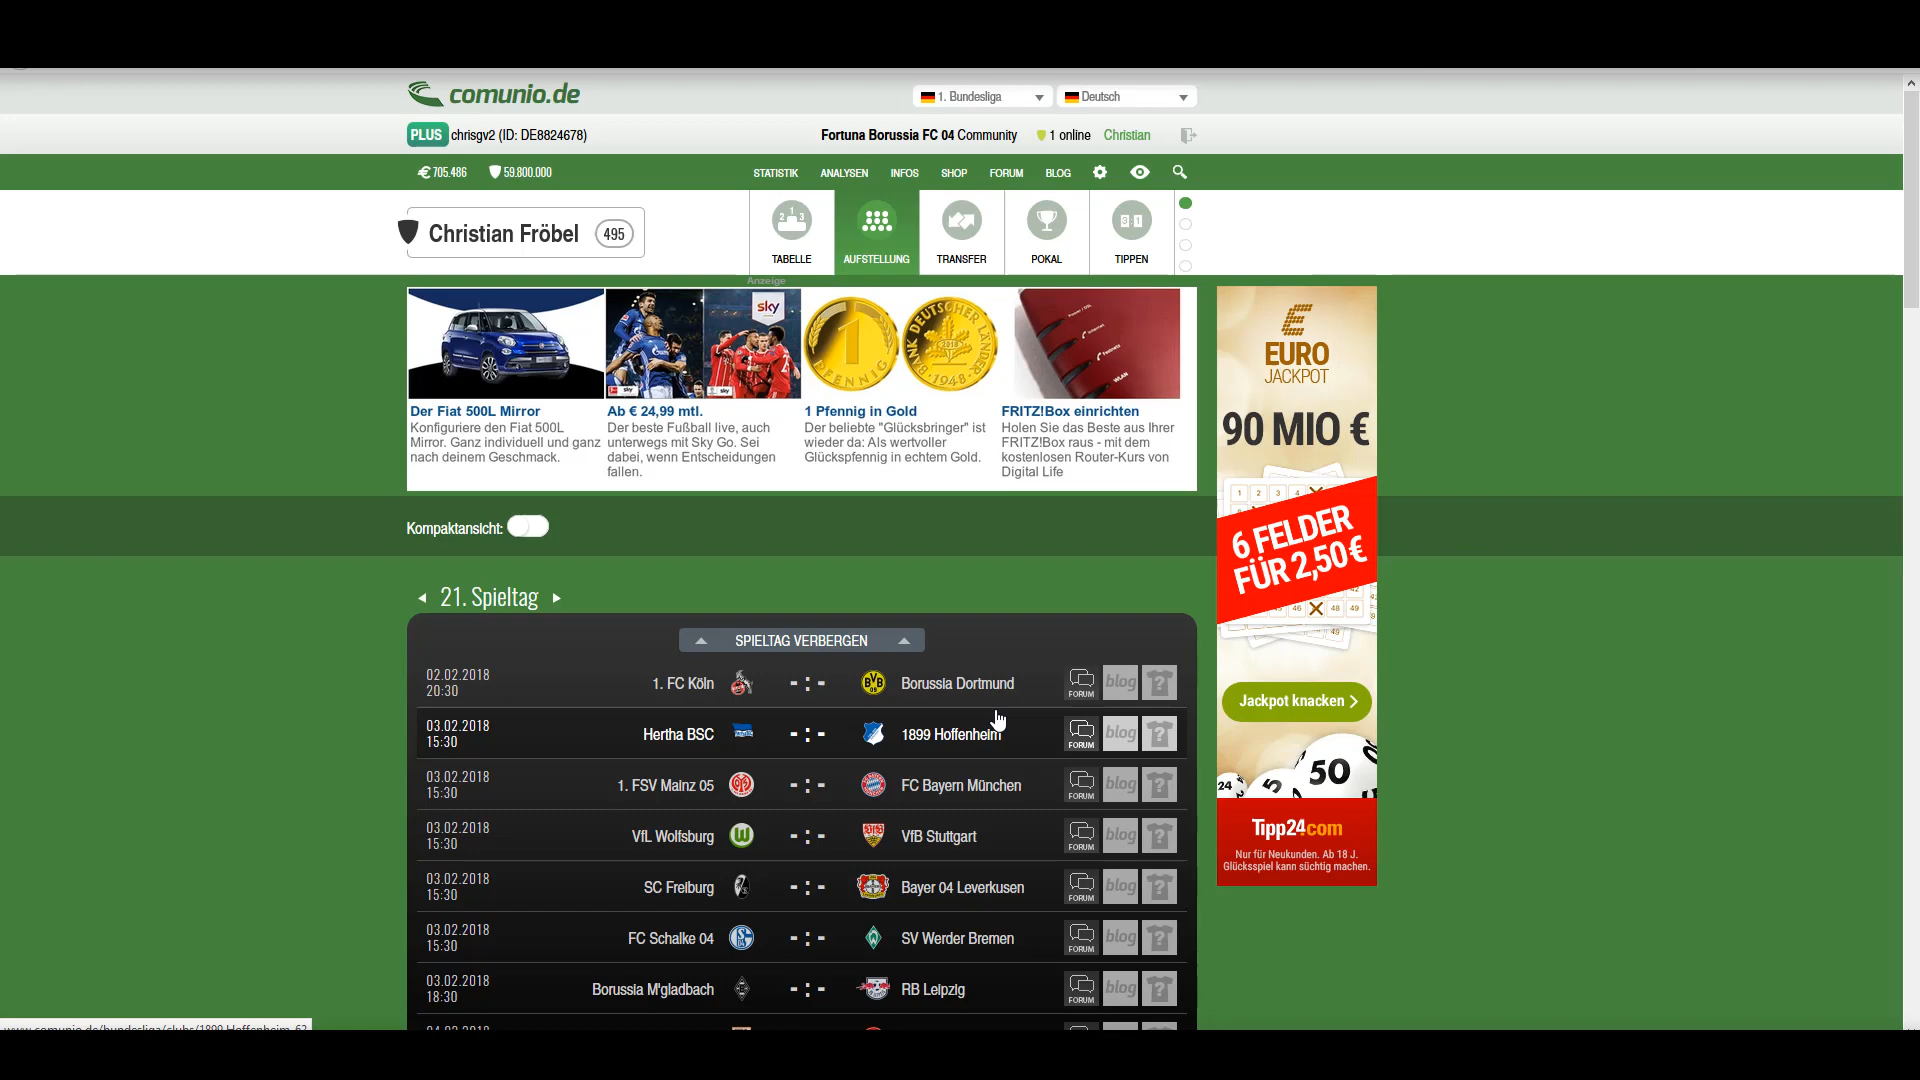 comunio.de
1. Bundesliga
Deutsch
PLUS chrisgv2 (ID: DE8824678)
Fortuna Borussia FC 04 Community
1 online
Christian
705.486
59.800.000
STATISTIK
ANALYSEN
INFOS
SHOP
FORUM
BLOG
Christian Fröbel 495
TABELLE
AUFSTELLUNG
TRANSFER
POKAL
TIPPEN
Anzeige
Der Fiat 500L Mirror
Konfiguriere den Fiat 500L
Mirror. Ganz individuell und ganz
nach deinem Geschmack.
sky
Ab € 24,99 mtl.
Der beste Fußball live, auch
unterwegs mit Sky Go. Sei
dabei, wenn Entscheidungen
fallen.
1 Pfennig in Gold
Der beliebte "Glücksbringer" ist
wieder da: Als wertvoller
Glückspfennig in echtem Gold.
FRITZ!Box einrichten
Holen Sie das Beste aus Ihrer
FRITZ!Box raus - mit dem
kostenlosen Router-Kurs von
Digital Life
EURO
JACKPOT
90 MIO €
6 FELDER
FÜR 2,50€
Jackpot knacken
24 5 50
Tipp24.com
Nur für Neukunden. Ab 18 J.
Glücksspiel kann süchtig machen.
Kompaktansicht:
21. Spieltag
SPIELTAG VERBERGEN
02.02.2018
20:30
1. FC Köln - : - Borussia Dortmund FORUM blog ?
03.02.2018
15:30
Hertha BSC - : - 1899 Hoffenheim FORUM blog ?
03.02.2018
15:30
1. FSV Mainz 05 - : - FC Bayern München FORUM blog ?
03.02.2018
15:30
VfL Wolfsburg - : - VfB Stuttgart FORUM blog ?
03.02.2018
15:30
SC Freiburg - : - Bayer 04 Leverkusen FORUM blog ?
03.02.2018
15:30
FC Schalke 04 - : - SV Werder Bremen FORUM blog ?
03.02.2018
18:30
Borussia M'gladbach - : - RB Leipzig FORUM blog ?